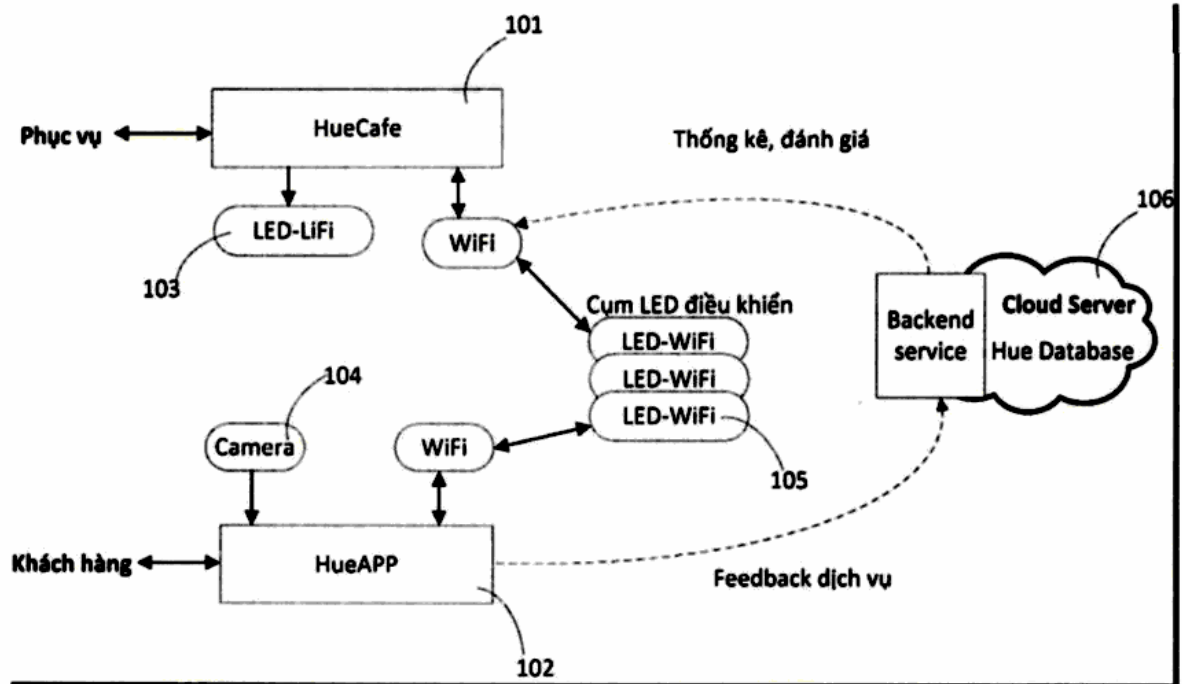 101
Phục vụ
HueCafe
Thống kê, đánh giá
106
LED-LiFi
WiFi
103
Cụm LED điều khiển
LED-WiFi
LED-WiFi
LED-WiFi
Backend
service
Cloud Server
Hue Database
104
Camera
WiFi
105
Khách hàng
HueAPP
Feedback dịch vụ
102